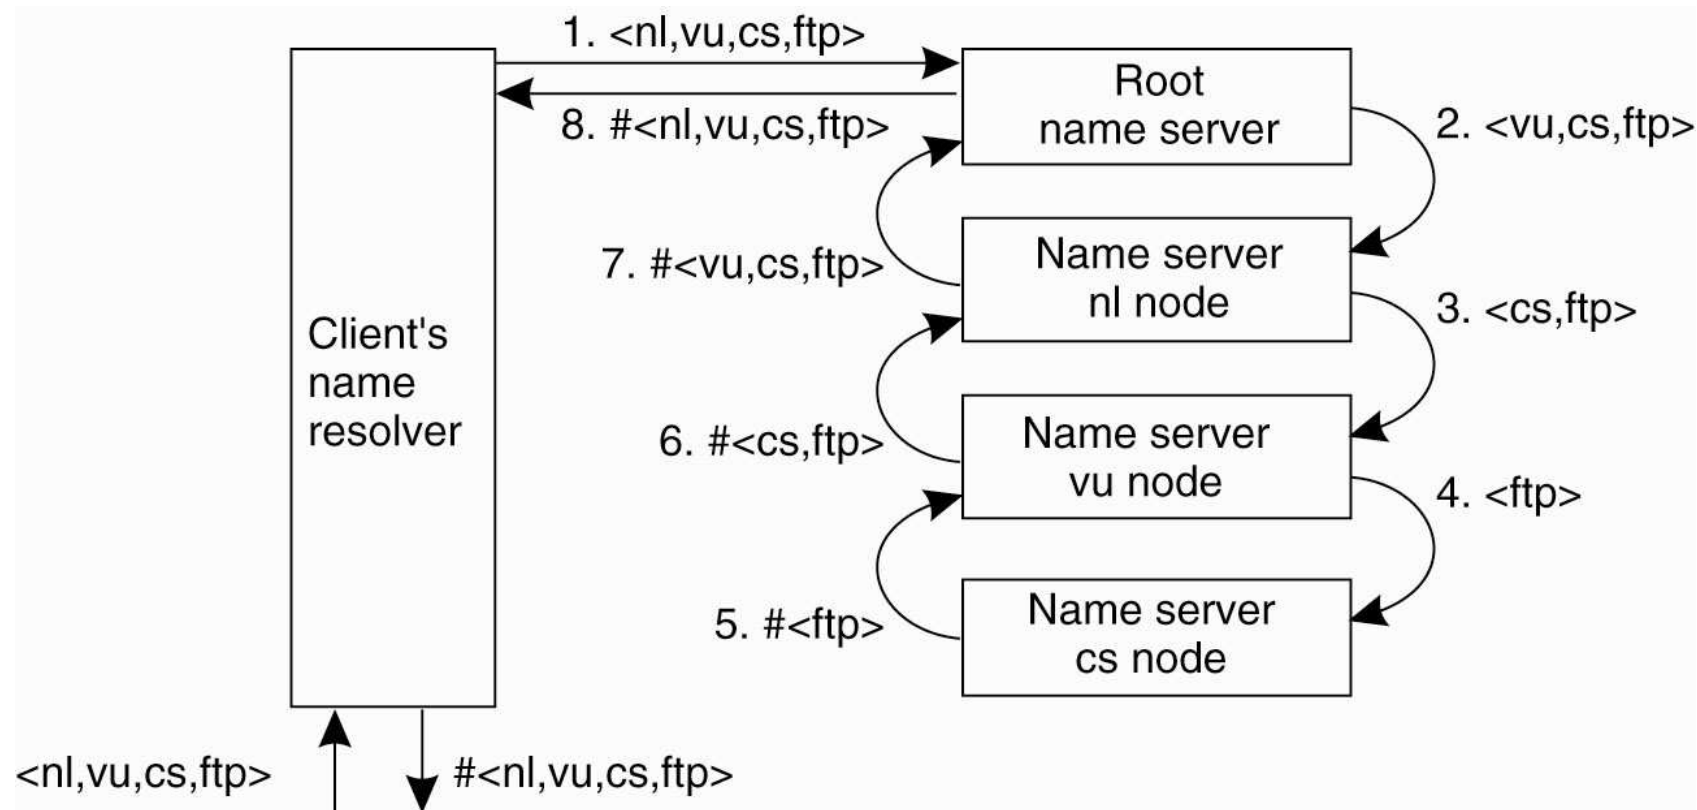 1. <nl,vu,cs,ftp>
8. #<nl,vu,cs,ftp>
Root
name server
2. <vu,cs,ftp>
7. #<vu,cs,ftp>
Name server
nl node
3. <cs,ftp>
Client's
name
resolver
6. #<cs,ftp>
Name server
vu node
4. <ftp>
5. #<ftp>
Name server
cs node
<nl,vu,cs,ftp>
#<nl,vu,cs,ftp>